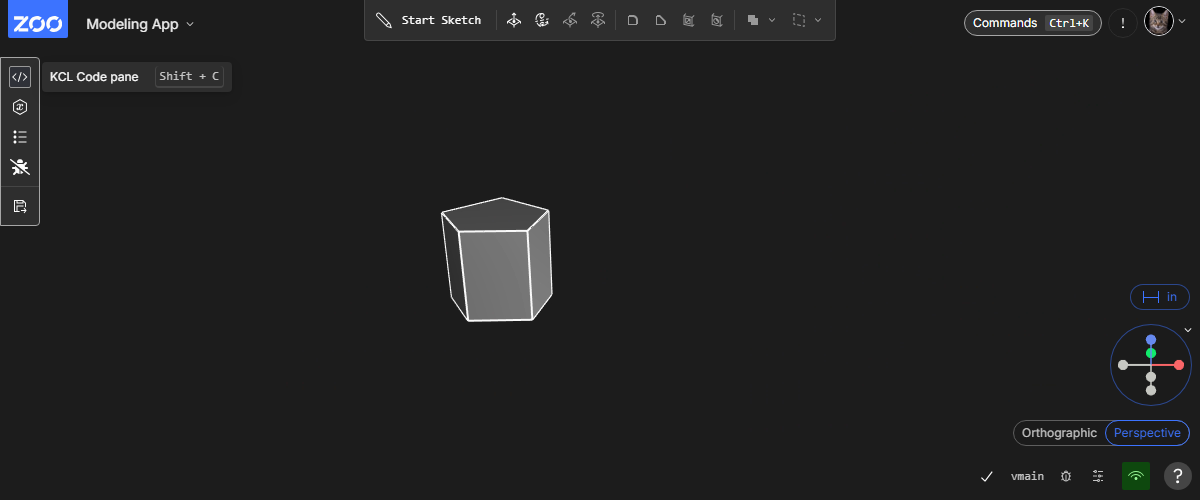 ZOO
Modeling App
Start Sketch
Commands Ctrl+K
!
KCL Code pane Shift + C
in
Orthographic Perspective
vmain
?